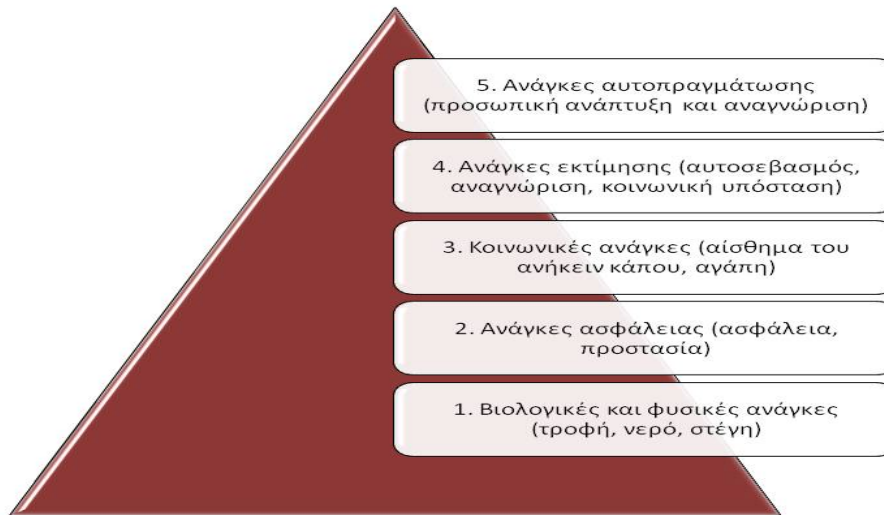 5. Ανάγκες αυτοπραγμάτωσης
(προσωπική ανάπτυξη και αναγνώριση)
4. Ανάγκες εκτίμησης (αυτοσεβασμός,
αναγνώριση, κοινωνική υπόσταση)
3. Κοινωνικές ανάγκες (αίσθημα του
ανήκειν κάπου, αγάπη)
2. Ανάγκες ασφάλειας (ασφάλεια,
προστασία)
1. Βιολογικές και φυσικές ανάγκες
(τροφή, νερό, στέγη)